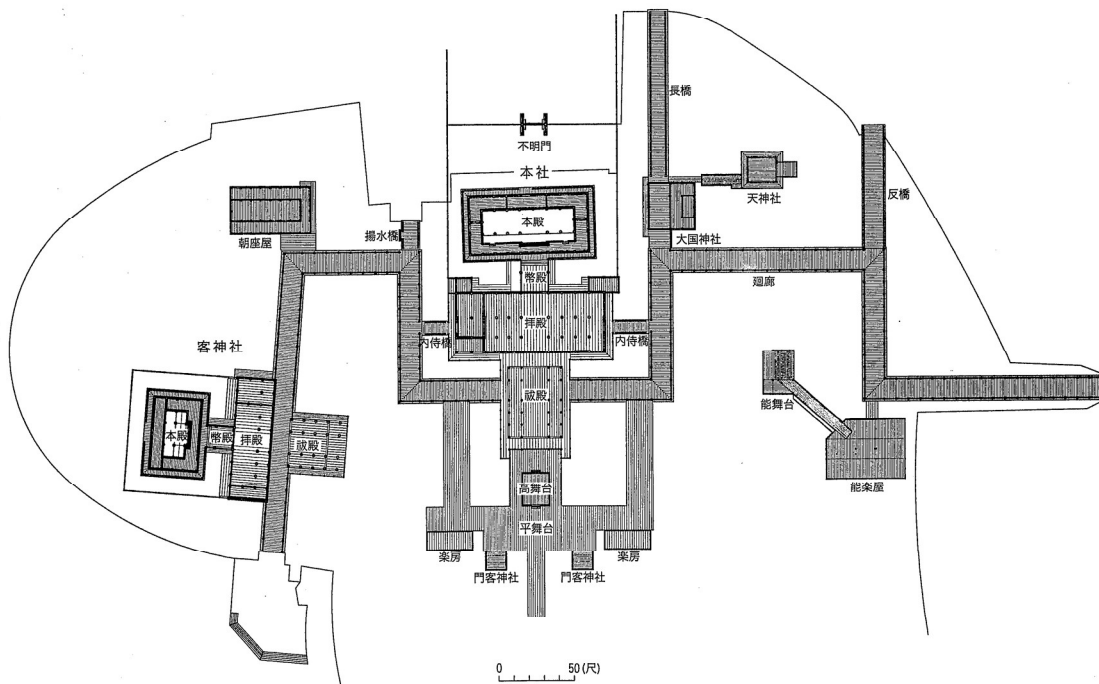 長橋
不明門
本社
天神社
反橋
本殿
朝座屋
揚水橋
大国神社
幣殿
廻廊
拝殿
内侍橋
内侍橋
客神社
祓殿
能舞台
本殿
幣殿
拝殿
祓殿
高舞台
能楽屋
平舞台
楽房
楽房
門客神社
門客神社
0 50(尺)